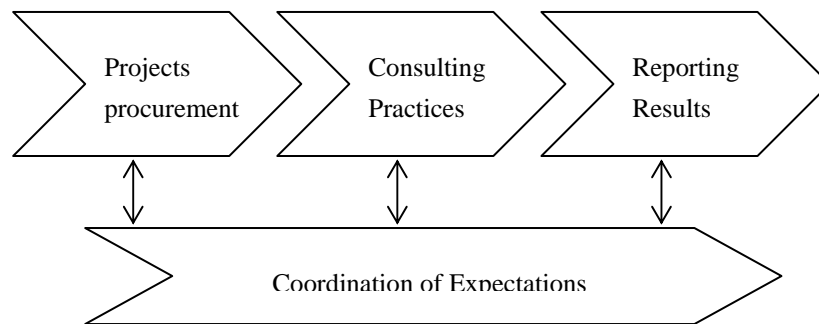 Projects
procurement
Consulting
Practices
Reporting
Results
Coordination of Expectations